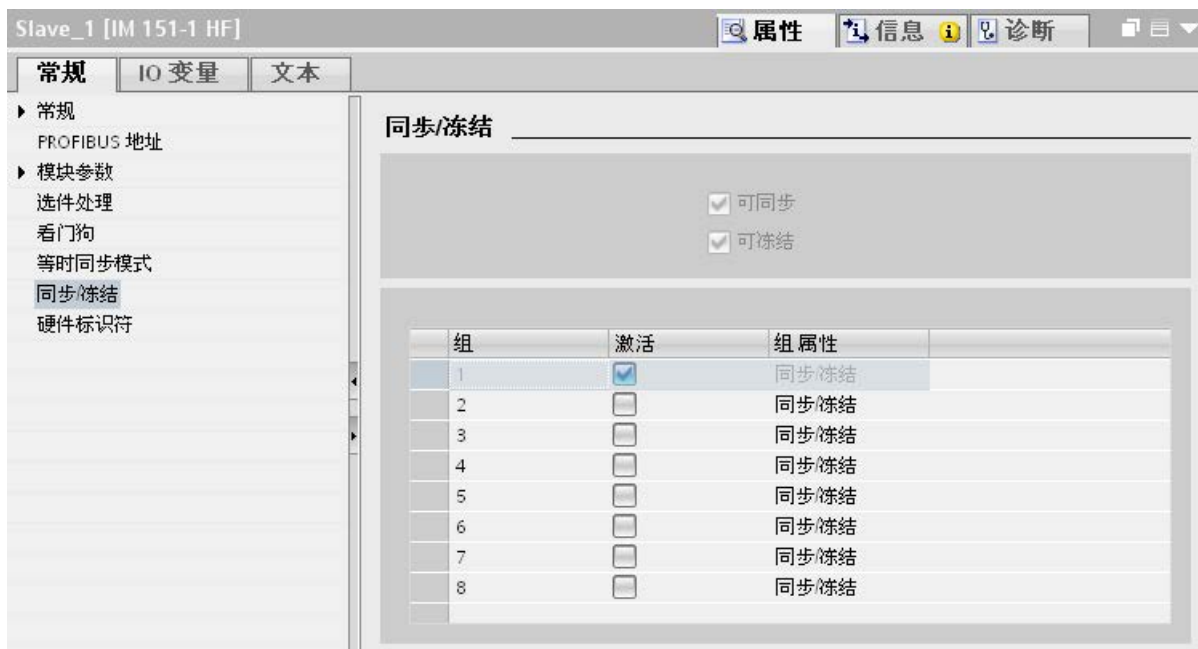 Slave_1 [IM 151-1 HF] 属性 信息 诊断
常规 IO 变量 文本
常规
PROFIBUS 地址
模块参数
选件处理
看门狗
等时同步模式
同步/冻结
硬件标识符
同步/冻结
可同步
可冻结
组 激活 组属性
1 同步/冻结
2 同步/冻结
3 同步/冻结
4 同步/冻结
5 同步/冻结
6 同步/冻结
7 同步/冻结
8 同步/冻结